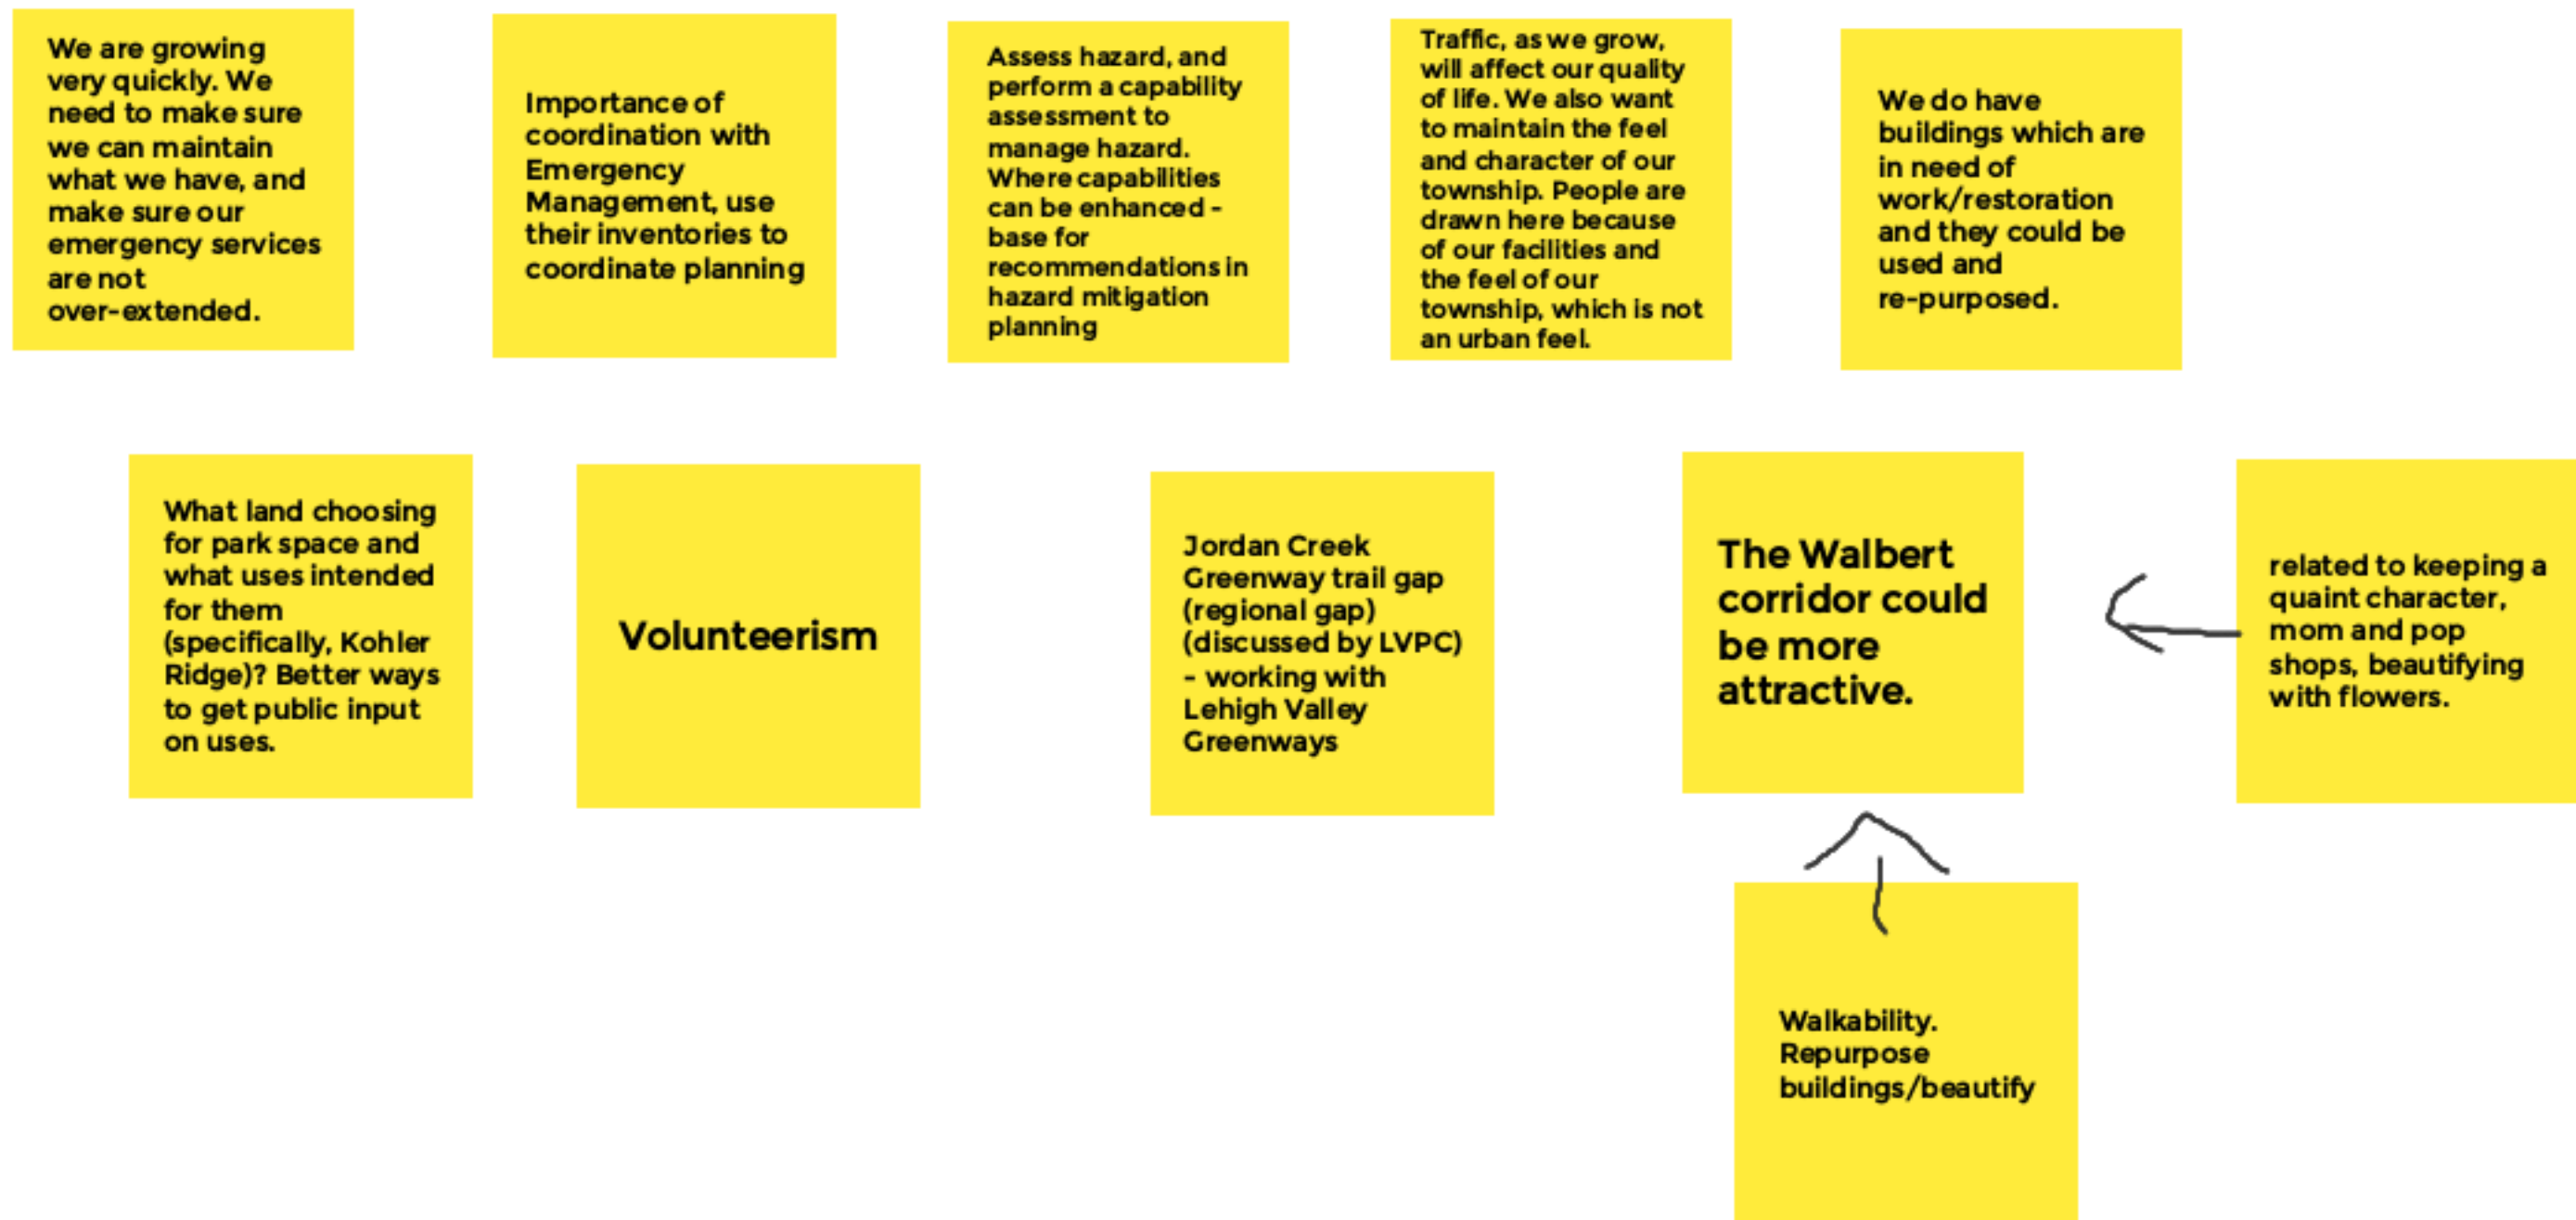 We are growing
very quickly. We
need to make sure
we can maintain
what we have, and
make sure our
emergency services
are not
over-extended.
Importance of
coordination with
Emergency
Management, use
their inventories to
coordinate planning
Assess hazard, and
perform a capability
assessment to
manage hazard.
Where capabilities
can be enhanced -
base for
recommendations in
hazard mitigation
planning
Traffic, as we grow,
will affect our quality
of life. We also want
to maintain the feel
and character of our
township. People are
drawn here because
of our facilities and
the feel of our
township, which is not
an urban feel.
We do have
buildings which are
in need of
work/restoration
and they could be
used and
re-purposed.
What land choosing
for park space and
what uses intended
for them
(specifically, Kohler
Ridge)? Better ways
to get public input
on uses.
Volunteerism
Jordan Creek
Greenway trail gap
(regional gap)
(discussed by LVPC)
- working with
Lehigh Valley
Greenways
The Walbert
corridor could
be more
attractive.
related to keeping a
quaint character,
mom and pop
shops, beautifying
with flowers.
Walkability.
Repurpose
buildings/beautify